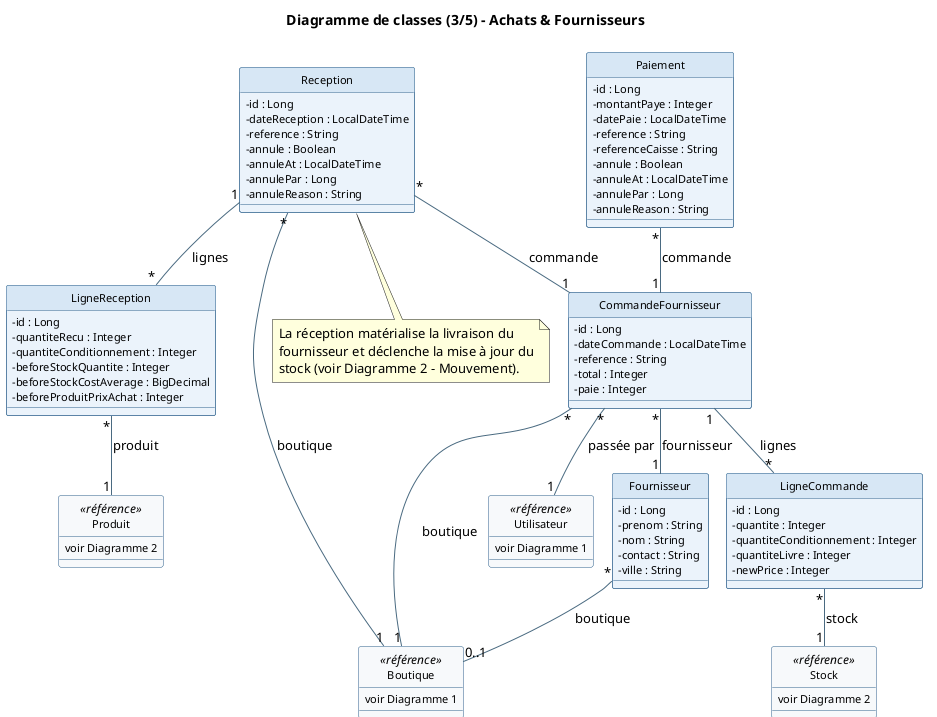 Diagramme de classes (3/5) - Achats & Fournisseurs
Reception
-id : Long
-dateReception : LocalDateTime
-reference : String
-annule : Boolean
-annuleAt : LocalDateTime
-annulePar : Long
-annuleReason : String
Paiement
-id : Long
-montantPaye : Integer
-datePaie : LocalDateTime
-reference : String
-referenceCaisse : String
-annule : Boolean
-annuleAt : LocalDateTime
-annulePar : Long
-annuleReason : String
1
*
*
*
lignes
*
commande
1
commande
1
LigneReception
-id : Long
-quantiteRecu : Integer
-quantiteConditionnement : Integer
-beforeStockQuantite : Integer
-beforeStockCostAverage : BigDecimal
-beforeProduitPrixAchat : Integer
La réception matérialise la livraison du
fournisseur et déclenche la mise à jour du
stock (voir Diagramme 2 - Mouvement).
CommandeFournisseur
-id : Long
-dateCommande : LocalDateTime
-reference : String
-total : Integer
-paie : Integer
*
produit
1
boutique
*
*
*
1
passée par
fournisseur
lignes
1
1
*
Produit
«référence»
voir Diagramme 2
boutique
«référence»
Utilisateur
voir Diagramme 1
Fournisseur
-id : Long
-prenom : String
-nom : String
-contact : String
-ville : String
LigneCommande
-id : Long
-quantite : Integer
-quantiteConditionnement : Integer
-quantiteLivre : Integer
-newPrice : Integer
*
boutique
*
stock
1
1
0..1
1
«référence»
Boutique
voir Diagramme 1
«référence»
Stock
voir Diagramme 2